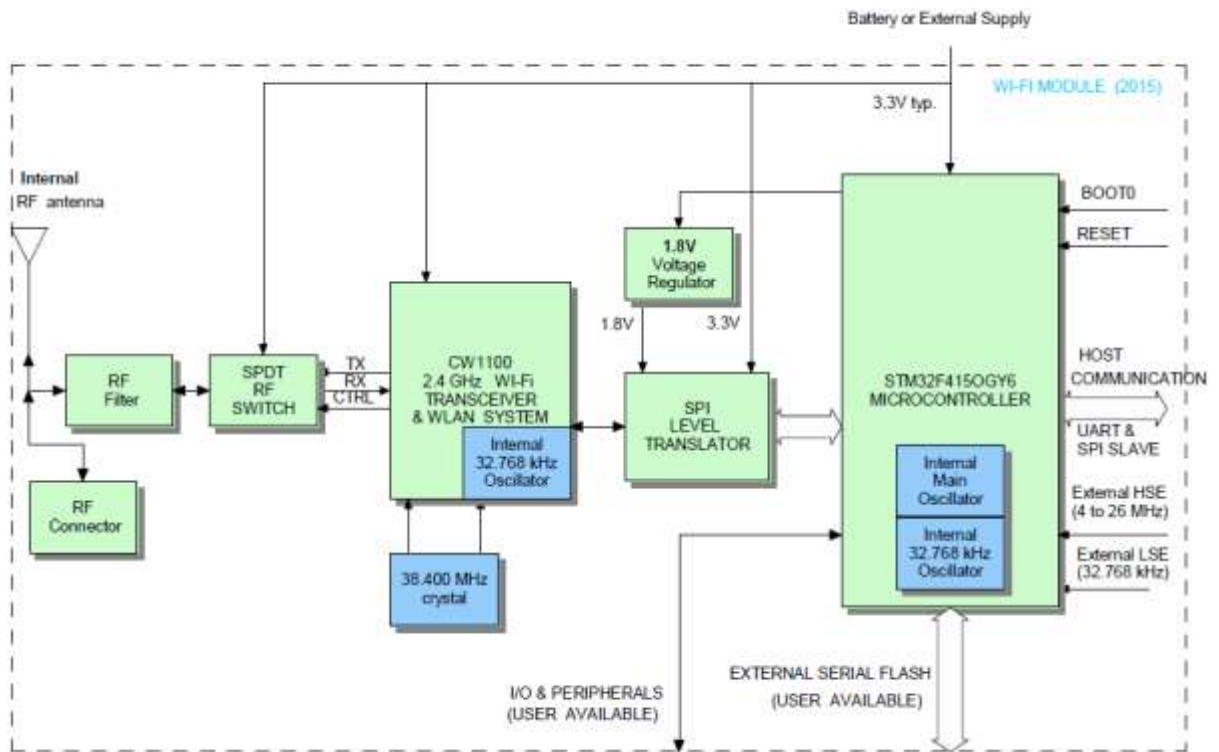 Battery or External Supply
WI-FI MODULE (2015)
3.3V typ.
Internal
RF antenna
BOOT0
RESET
1.8V
Voltage
Regulator
1.8V
3.3V
RF
Filter
SPDT
RF
SWITCH
TX
RX
CTRL
CW1100
2.4 GHz WI-Fi
TRANSCEIVER
& WLAN SYSTEM
Internal
32.768 kHz
Oscillator
SPI
LEVEL
TRANSLATOR
STM32F415OGY6
MICROCONTROLLER
HOST
COMMUNICATION
UART &
SPI SLAVE
Internal
Main
Oscillator
Internal
32.768 kHz
Oscillator
External HSE
(4 to 26 MHz)
External LSE
(32.768 kHz)
RF
Connector
38.400 MHz
crystal
I/O & PERIPHERALS
(USER AVAILABLE)
EXTERNAL SERIAL FLASH
(USER AVAILABLE)